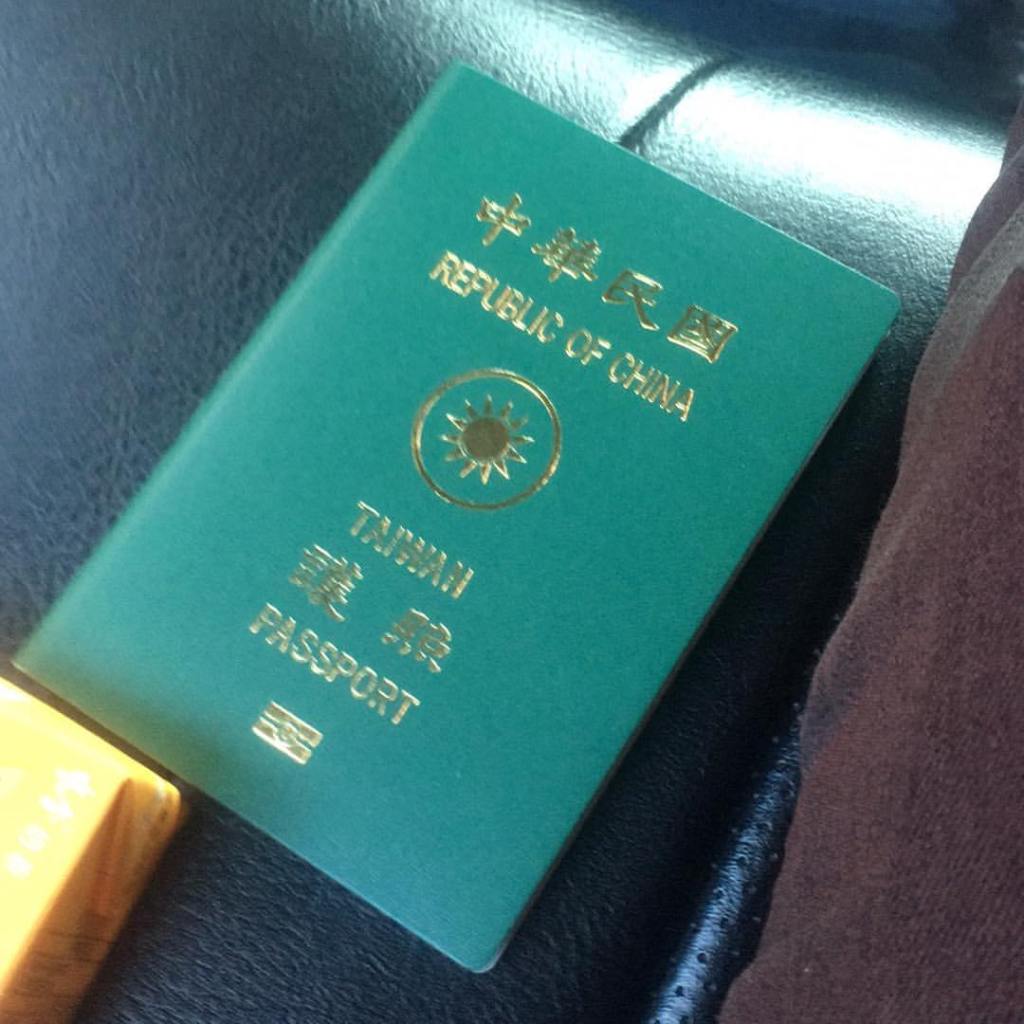 中華民國
REPUBLIC OF CHINA
TAIWAN
護照
PASSPORT